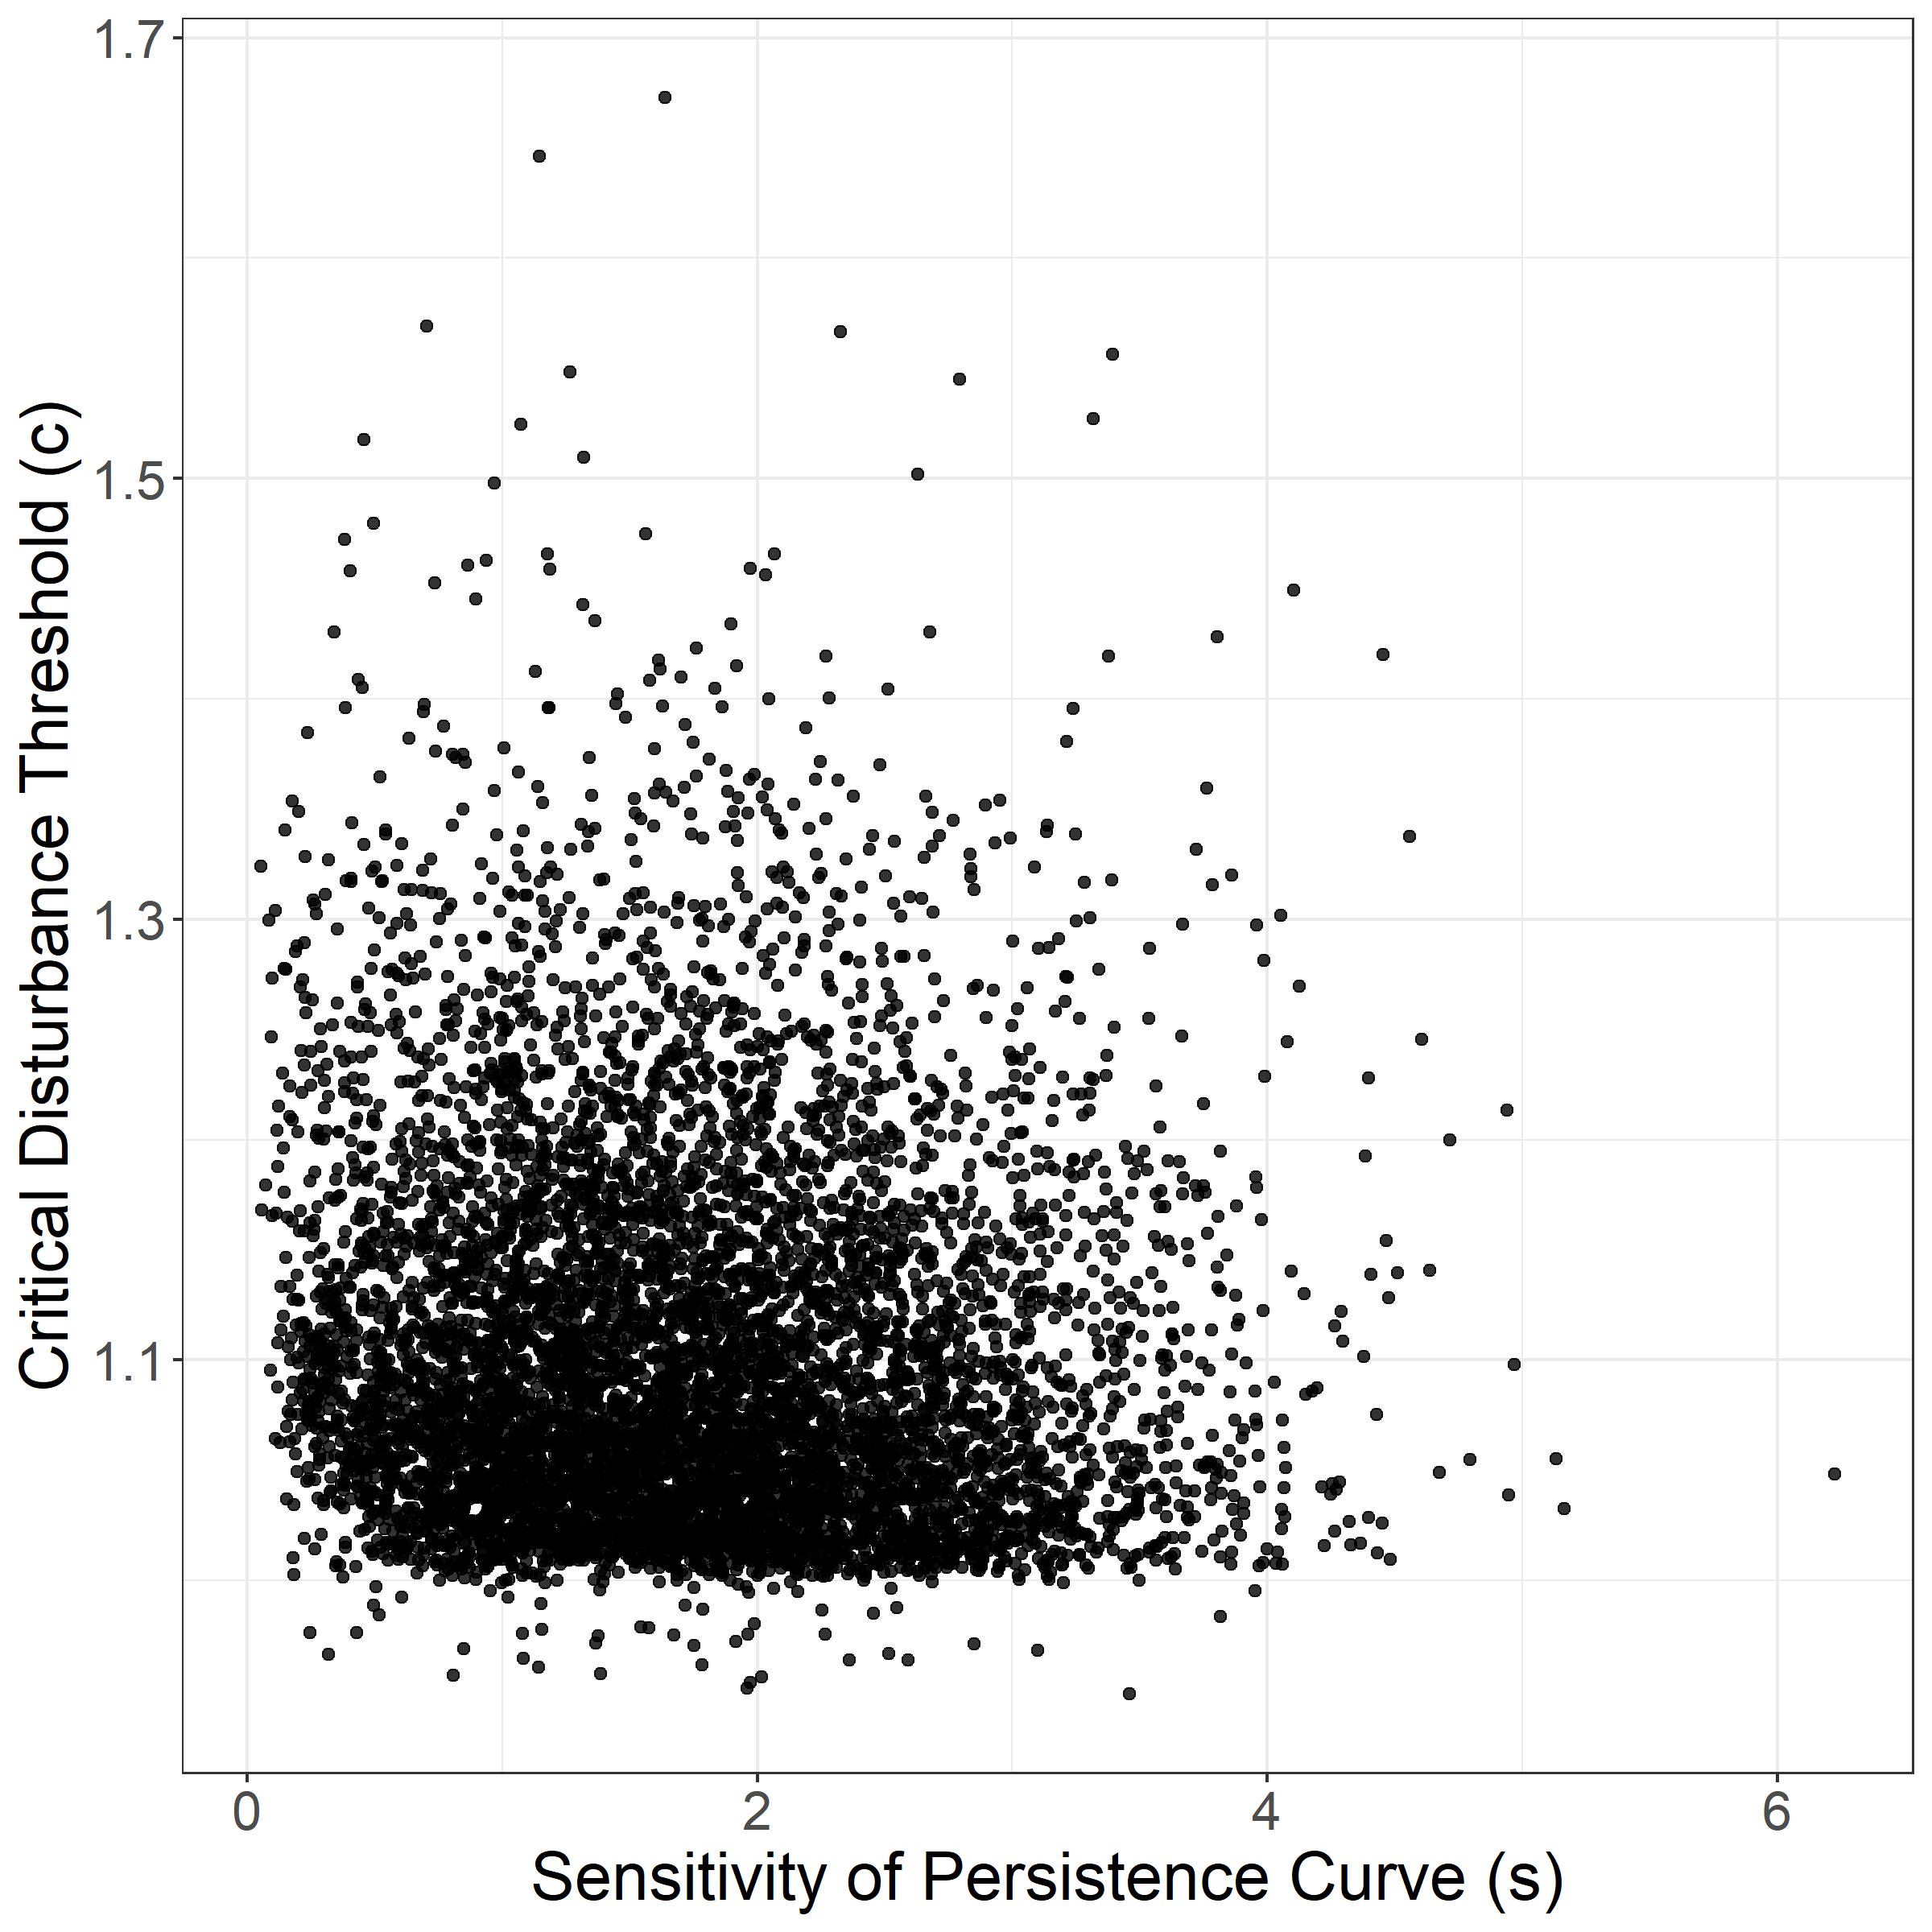 Critical Disturbance Threshold (c)
1.7
1.5
1.3
1.1
0 2 4 6
Sensitivity of Persistence Curve (s)